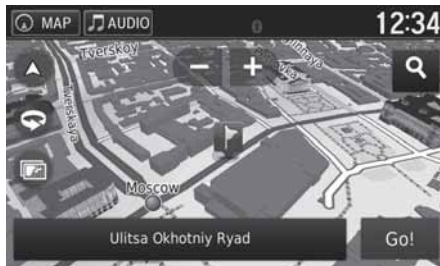 MAP
AUDIO
12:34
Tverskoy
Tverskaya
Moscow
Ulitsa Okhotniy Ryad
Go!